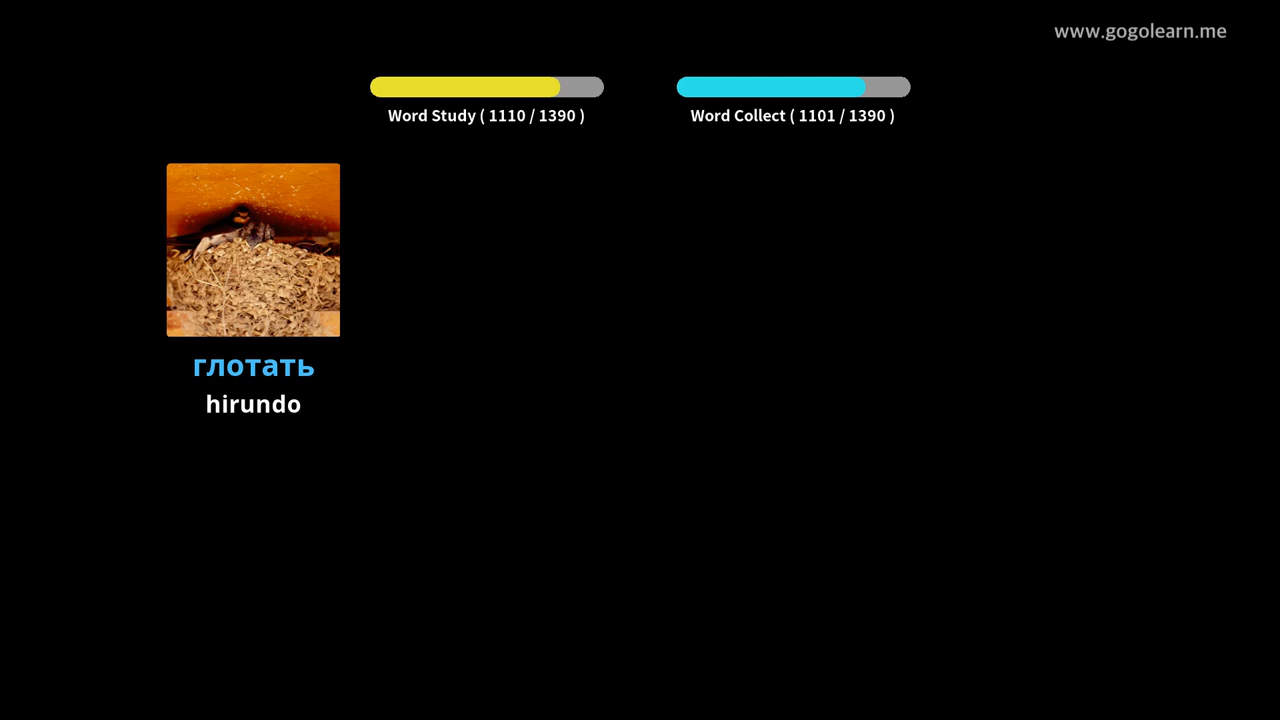 www.gogolearn.me
Word Study ( 1110 / 1390 )
Word Collect ( 1101 / 1390 )
глотать
hirundo